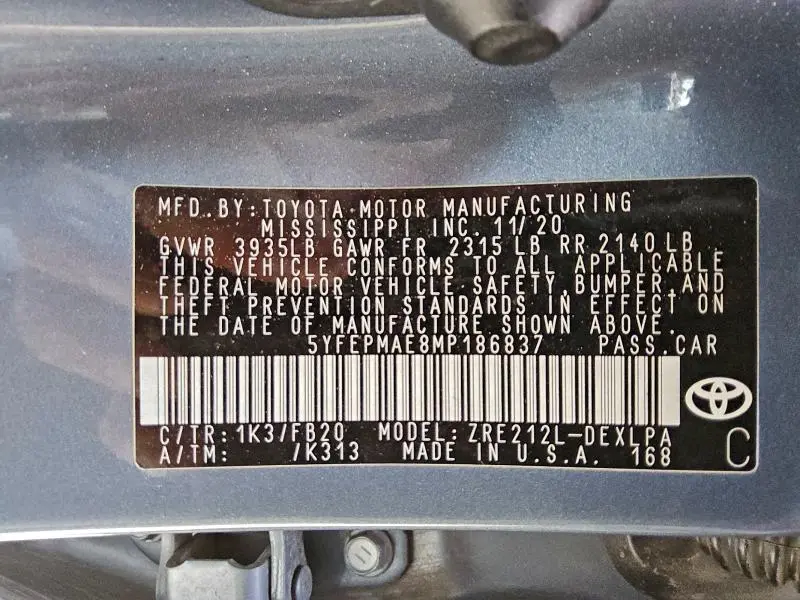 MFD. BY: TOYOTA MOTOR MANUFACTURING
MISSISSIPPI INC. 11/20
GVWR 3935LB GAWR FR 2315 LB RR 2140 LB
THIS VEHICLE CONFORMS TO ALL APPLICABLE
FEDERAL MOTOR VEHICLE SAFETY, BUMPER, AND
THEFT PREVENTION STANDARDS IN EFFECT ON
THE DATE OF MANUFACTURE SHOWN ABOVE.
5YFEPMAE8MP186837 PASS. CAR
C/TR: 1K3/FB20 MODEL: ZRE212L-DEXLPA
A/TM: /K313 MADE IN U.S.A. 168
C